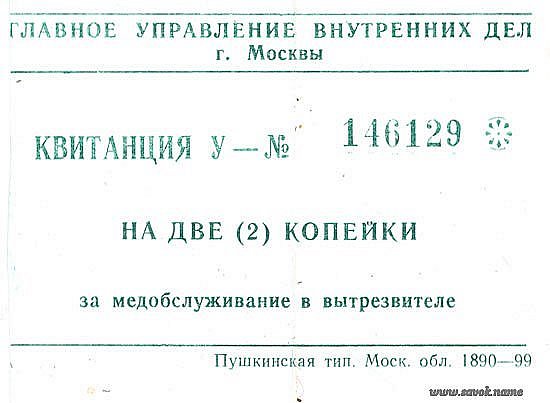 ГЛАВНОЕ УПРАВЛЕНИЕ ВНУТРЕННИХ ДЕЛ
г. Москвы
КВИТАНЦИЯ У — № 146129
НА ДВЕ (2) КОПЕЙКИ
за медобслуживание в вытрезвителе
Пушкинская тип. Моск. обл. 1890—99
www.savok.name